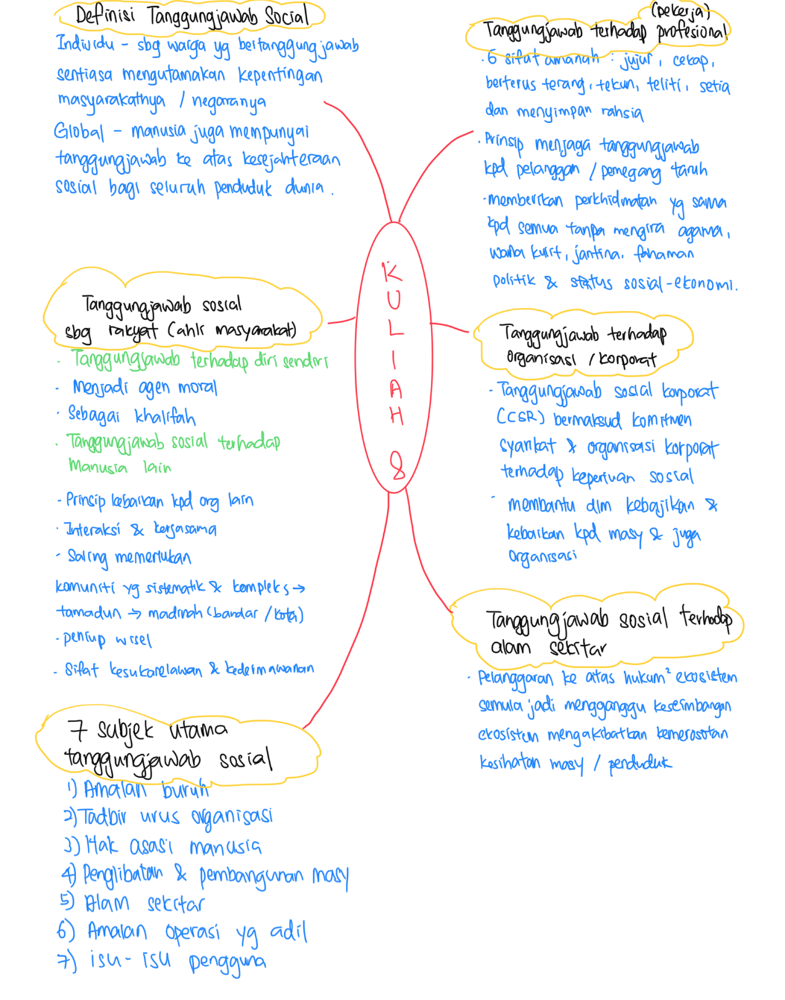 Definisi Tanggungjawab Social
Individu - sbg warga yg bertanggungjawab
sentiasa mengutamakan kepentingan
masyarakatnya / negaranya
Global - manusia juga mempunyai
tanggungjawab ke atas kesejahteraan
sosial bagi seluruh penduduk dunia.
(pekerja)
Tanggungjawab terhadap profesional
· 6 sifat amanah : jujur, cekap,
berterus terang, tekun, teliti, setia
dan menyimpan rahsia
· Prinsip menjaga tanggungjawab
kpd pelanggan / pemegang taruh
· memberikan perkhidmatan yg sama
kpd semua tanpa mengira agama,
warna kulit, jantina, fahaman
politik & status sosial-ekonomi.
KULIAH 8
Tanggungjawab sosial
sbg rakyat (ahli masyarakat)
· Tanggungjawab terhadap diri sendiri
· Menjadi agen moral
· Sebagai khalifah
· Tanggungjawab sosial terhadap
Manusia lain
- Prinsip kebaikan kpd org lain
· Interaksi & kerjasama
- Saling memerlukan
komuniti yg sistematik & kompleks →
tamadun → madinah (bandar / kota)
- peniup wisel
- Sifat kesukarelawan & kedermawanan
Tanggungjawab terhadap
organisasi / korporat
- Tanggungjawab sosial korporat
(CSR) bermaksud komitmen
syarikat & organisasi korporat
terhadap keperluan sosial
- membantu dlm kebajikan &
kebaikan kpd masy & juga
organisasi
Tanggungjawab sosial terhadap
alam sekitar
· Pelanggaran ke atas hukum² ekosistem
semula jadi mengganggu keseimbangan
ekosistem mengakibatkan kemerosotan
kesihatan masy / penduduk
7 subjek utama
tanggungjawab sosial
1) Amalan buruh
2) Tadbir urus organisasi
3) Hak asasi manusia
4) Penglibatan & pembangunan masy
5) Alam sekitar
6) Amalan operasi yg adil
7) isu-isu pengguna